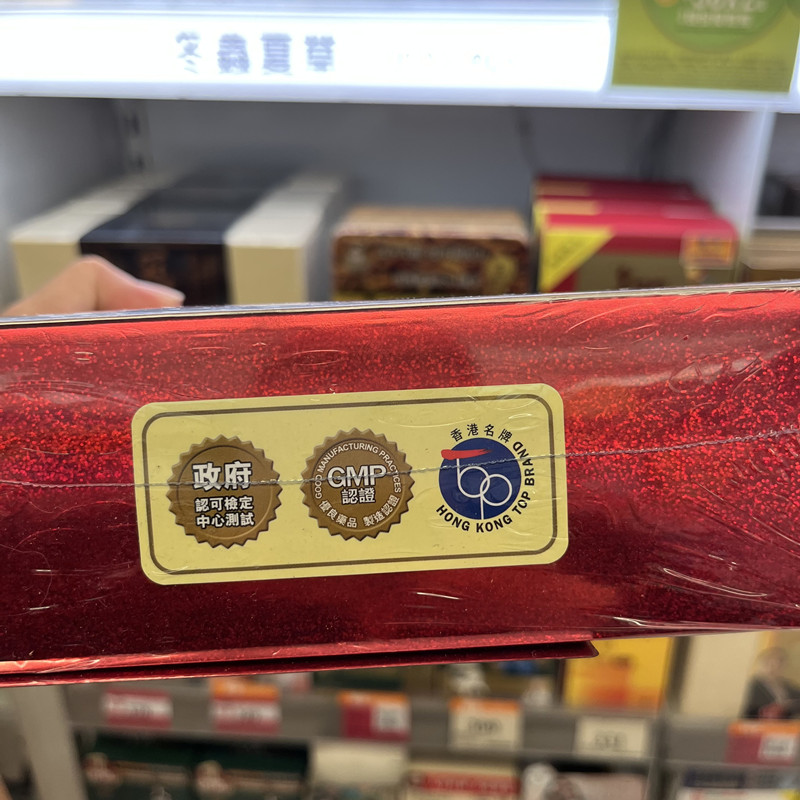 冬蟲夏草
政府
認可檢定
中心測試
GOOD MANUFACTURING PRACTICES
GMP
認證
優良藥品 製造認證
香港名牌
HONG KONG TOP BRAND